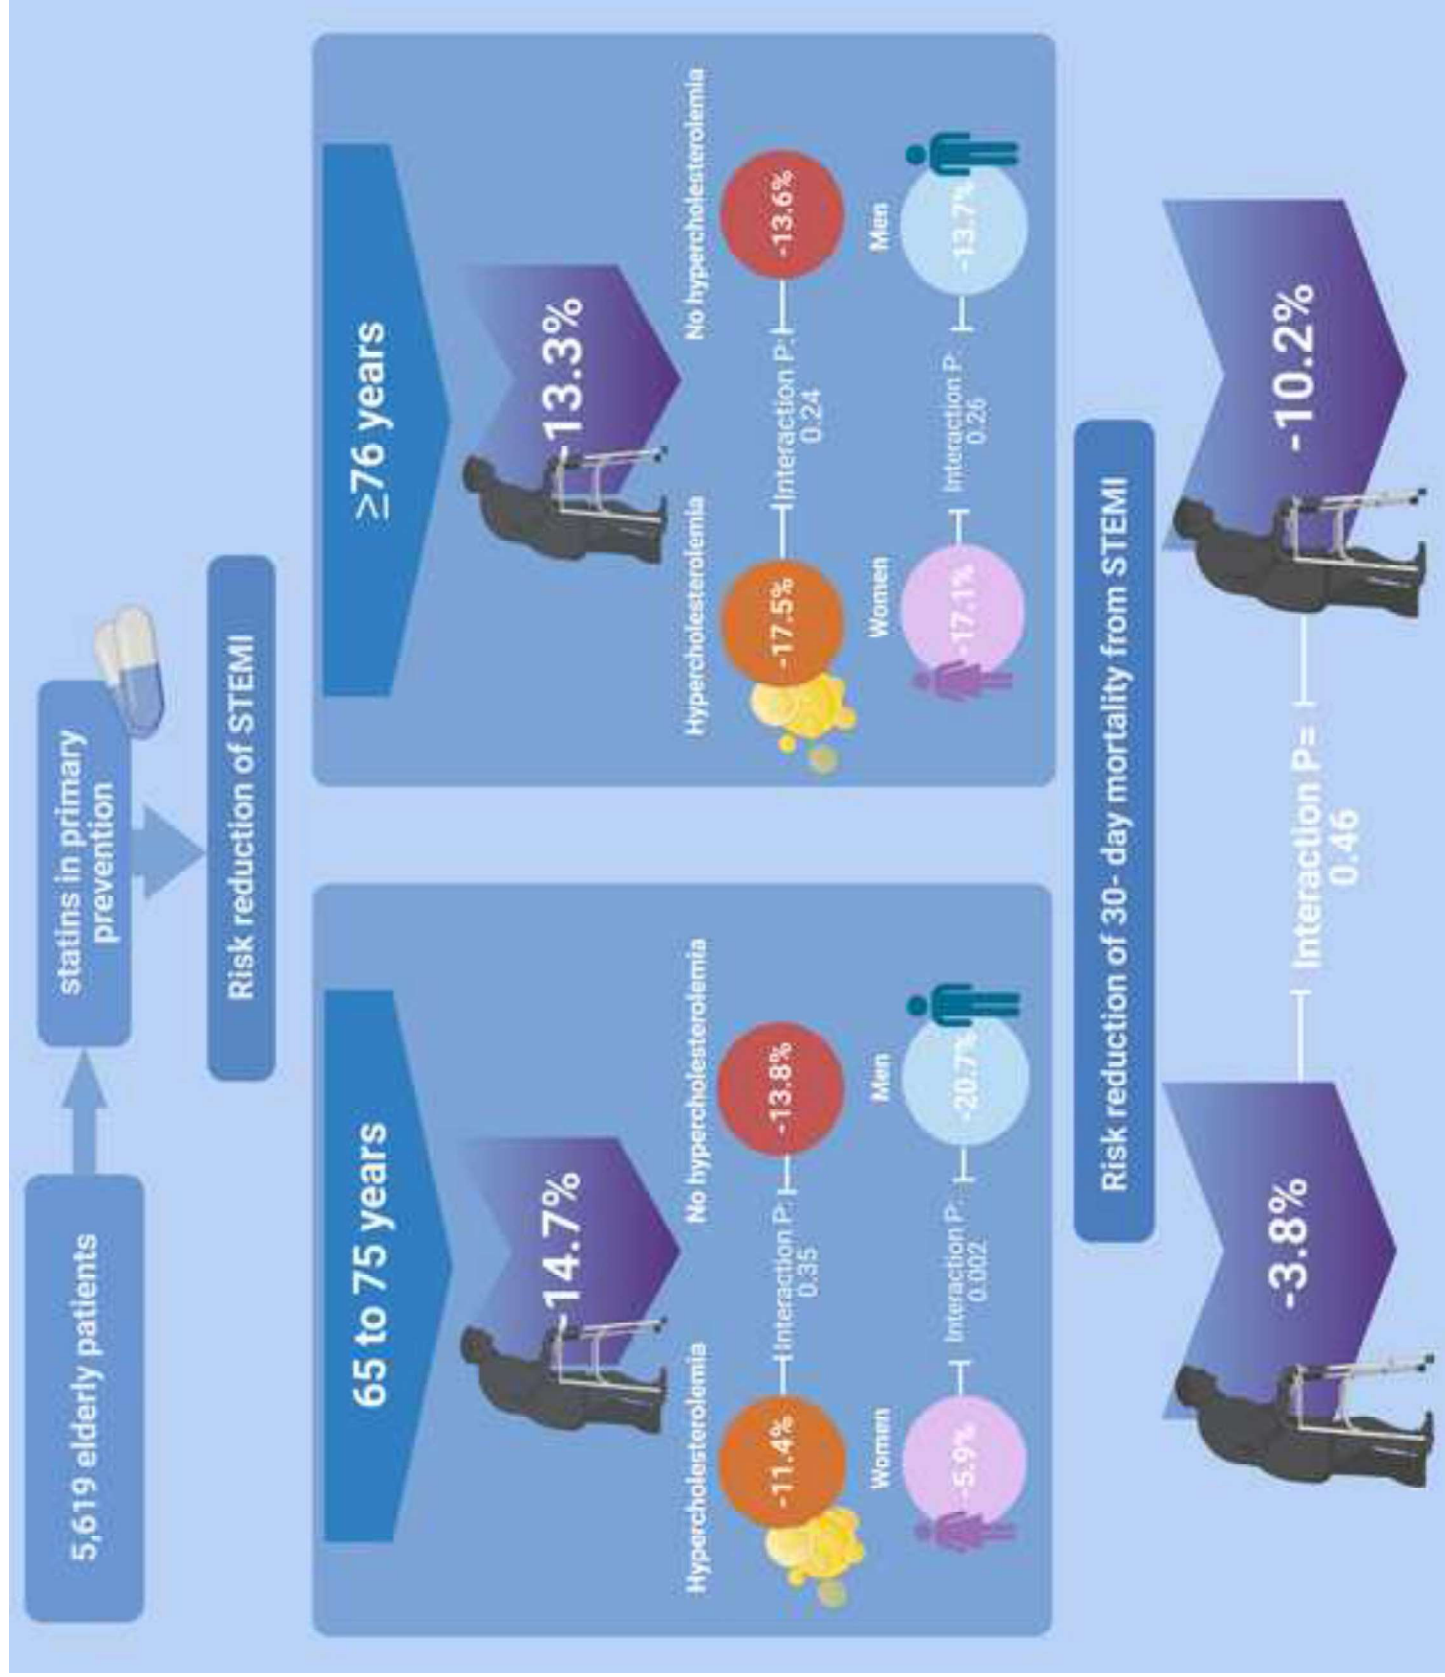 5,619 elderly patients
statins in primary
prevention
Risk reduction of STEMI
65 to 75 years
-14.7%
Hypercholesterolemia
No hypercholesterolemia
-11.4%
Interaction P:
0.35
-13.8%
Women
Men
-5.9%
Interaction P:
0.002
-20.7%
≥76 years
-13.3%
Hypercholesterolemia
No hypercholesterolemia
-17.5%
Interaction P:
0.24
-13.6%
Women
Men
-17.1%
Interaction P
0.26
-13.7%
Risk reduction of 30- day mortality from STEMI
-3.8%
Interaction P=
0.46
-10.2%